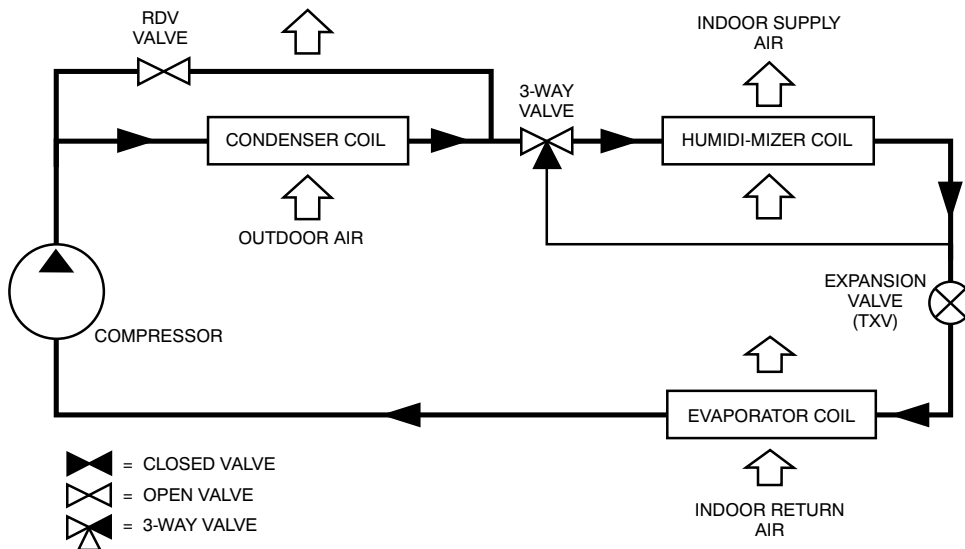 RDV
VALVE
INDOOR SUPPLY
AIR
3-WAY
VALVE
CONDENSER COIL
HUMIDI-MIZER COIL
OUTDOOR AIR
EXPANSION
VALVE
(TXV)
COMPRESSOR
EVAPORATOR COIL
= CLOSED VALVE
= OPEN VALVE
= 3-WAY VALVE
INDOOR RETURN
AIR